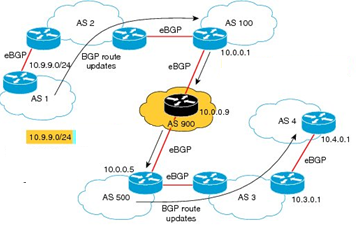 AS 2
AS 100
eBGP
eBGP
10.9.9.0/24
BGP route
updates
10.0.0.1
eBGP
AS 1
10.0.0.9
AS 900
10.9.9.0/24
AS 4
10.4.0.1
eBGP
10.0.0.5
eBGP
eBGP
AS 500
BGP route
updates
AS 3
10.3.0.1